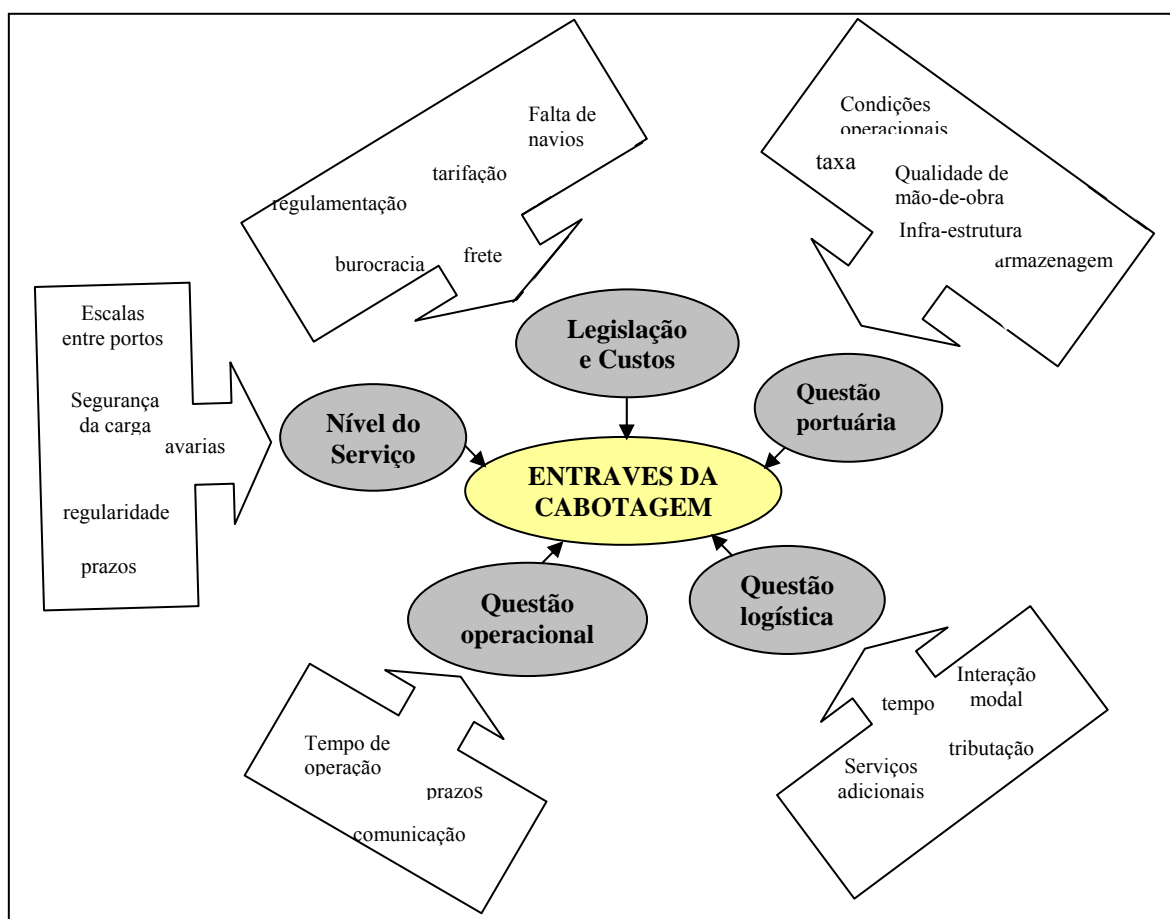 Falta de
navios
tarifação
regulamentação
burocracia
frete
Condições
operacionais
taxa
Qualidade de
mão-de-obra
Infra-estrutura
armazenagem
Escalas
entre portos
Segurança
da carga
avarias
regularidade
prazos
Legislação
e Custos
Nível do
Serviço
Questão
portuária
ENTRAVES DA
CABOTAGEM
Questão
operacional
Questão
logística
Tempo de
operação
prazos
comunicação
Interação
modal
tempo
tributação
Serviços
adicionais